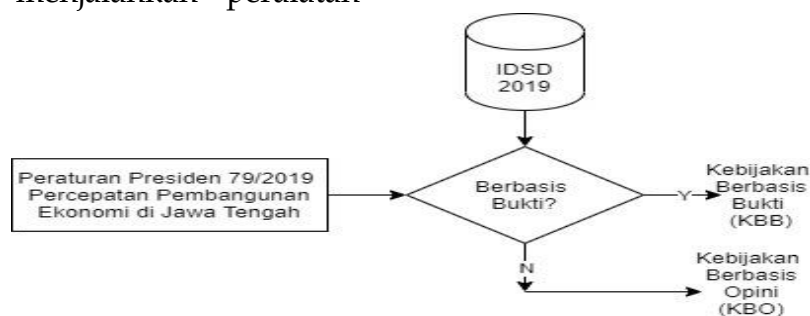 menjalankan peralatan
IDSD
2019
Peraturan Presiden 79/2019
Percepatan Pembangunan
Ekonomi di Jawa Tengah
Berbasis
Bukti?
Y
Kebijakan
Berbasis
Bukti
(KBB)
N
Kebijakan
Berbasis
Opini
(KBO)